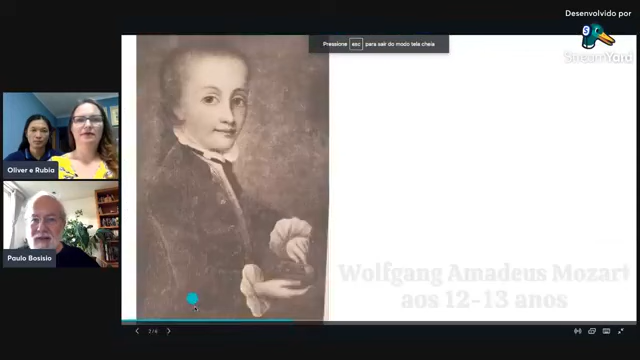 Desenvolvido por
StreamYard
Pressione esc para sair do modo tela cheia
Oliver e Rubia
Paulo Bosisio
Wolfgang Amadeus Mozart
aos 12-13 anos